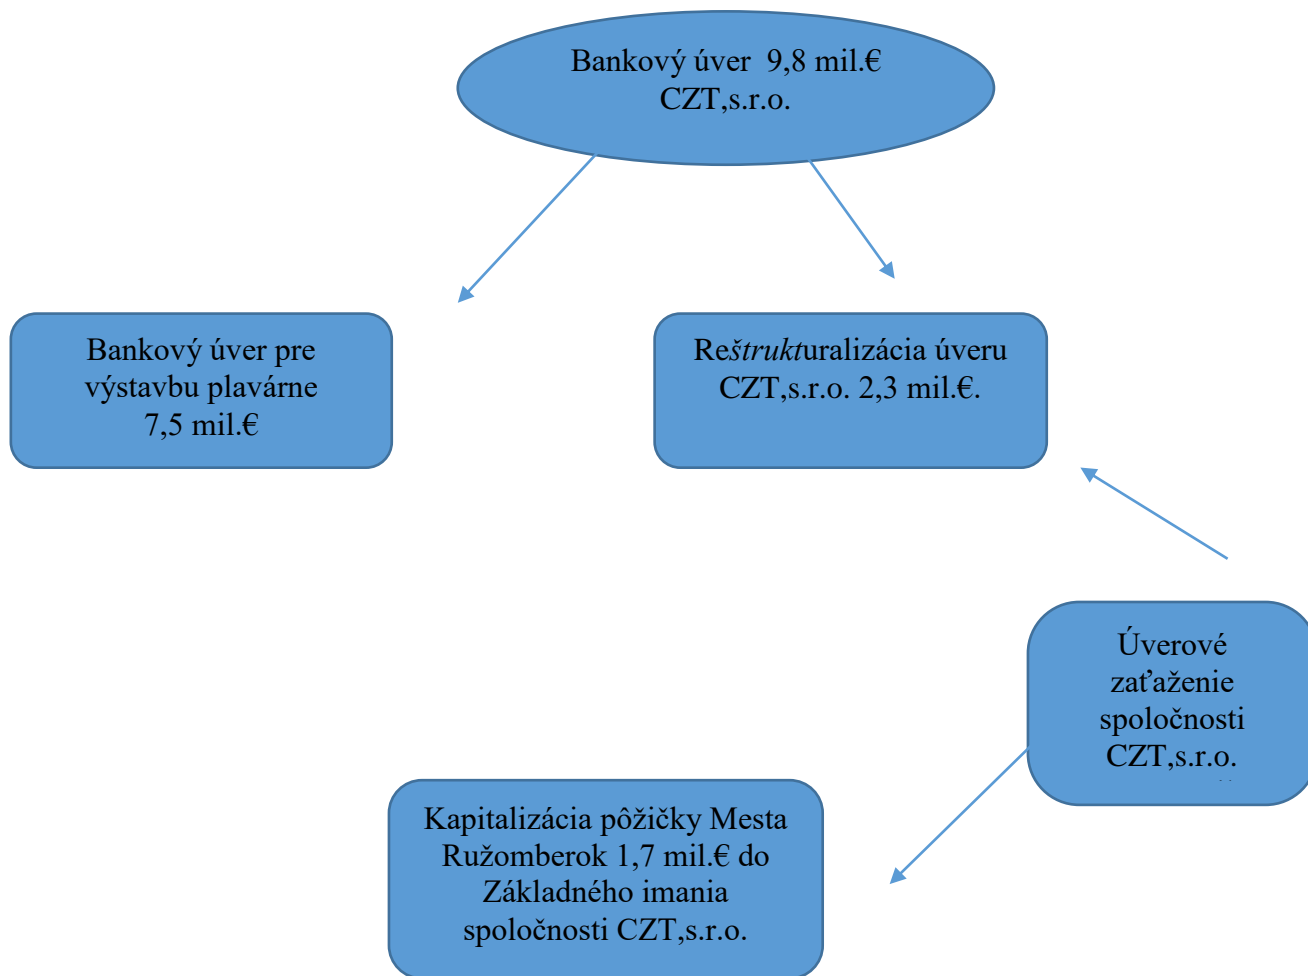 Bankový úver 9,8 mil.€
CZT,s.r.o.
Bankový úver pre
výstavbu plavárne
7,5 mil.€
Reštrukturalizácia úveru
CZT,s.r.o. 2,3 mil.€.
Úverové
zaťaženie
spoločnosti
CZT,s.r.o.
Kapitalizácia pôžičky Mesta
Ružomberok 1,7 mil.€ do
Základného imania
spoločnosti CZT,s.r.o.